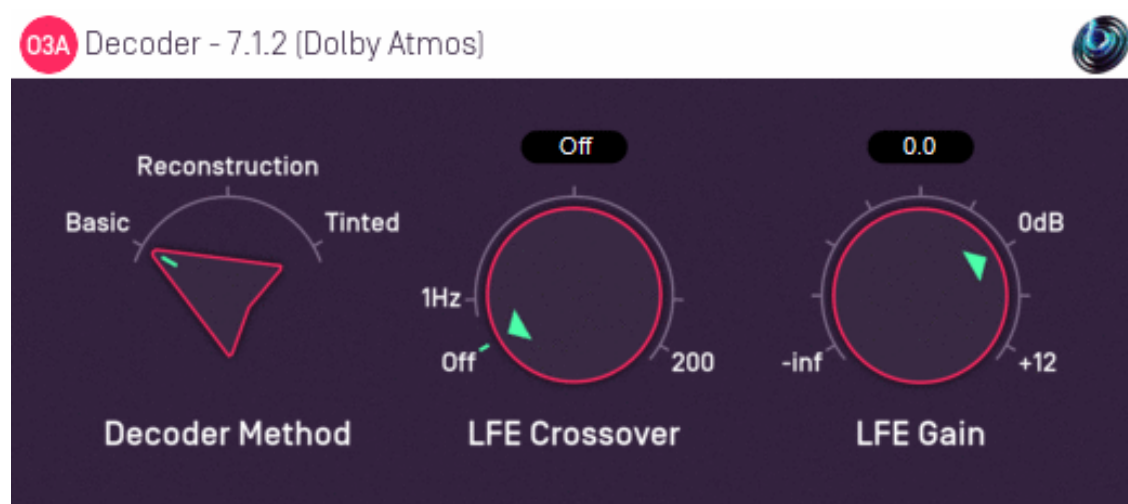 O3A Decoder - 7.1.2 (Dolby Atmos)
Off
0.0
Reconstruction
Basic
Tinted
0dB
1Hz
Off
200
-inf
+12
Decoder Method
LFE Crossover
LFE Gain